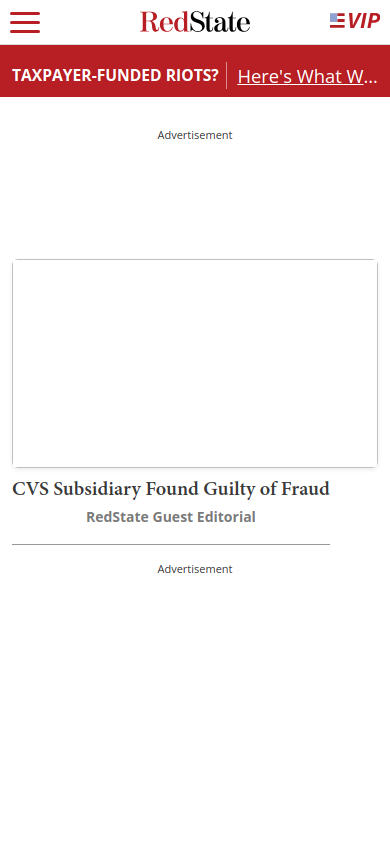 RedState
VIP
TAXPAYER-FUNDED RIOTS?
Here's What W...
Advertisement
CVS Subsidiary Found Guilty of Fraud
RedState Guest Editorial
Advertisement